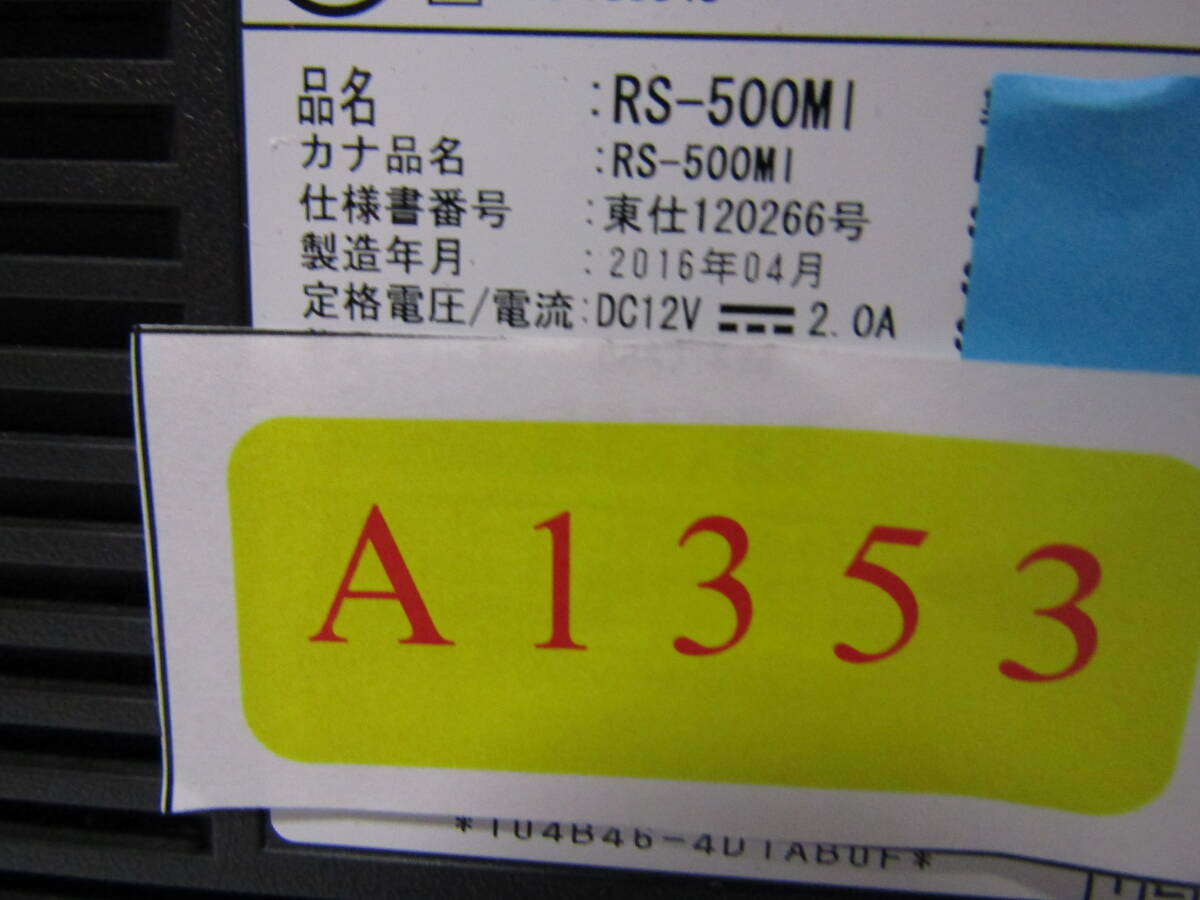 品名 :RS-500MI
カナ品名 :RS-500MI
仕様書番号 :東仕120266号
製造年月 :2016年04月
定格電圧/電流:DC12V 2.0A
A1353